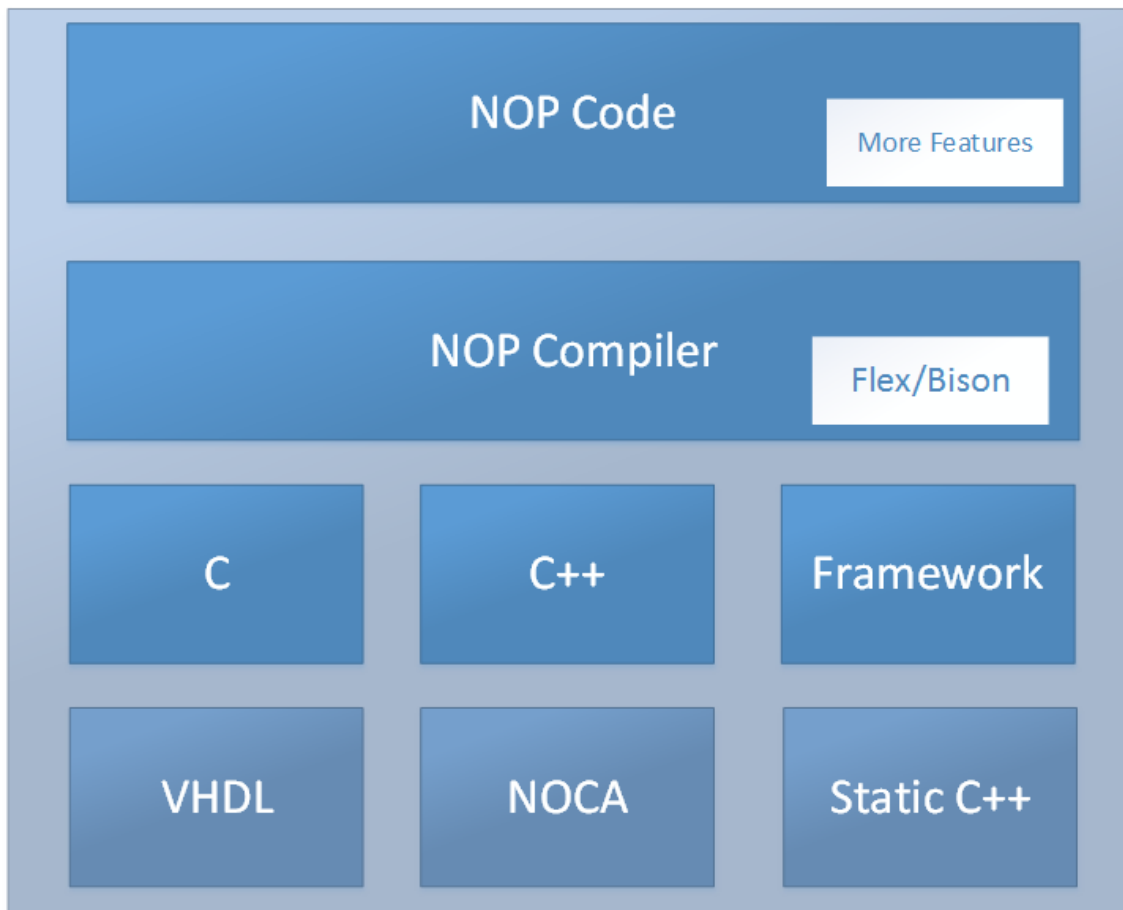 NOP Code
More Features
NOP Compiler
Flex/Bison
C
C++
Framework
VHDL
NOCA
Static C++